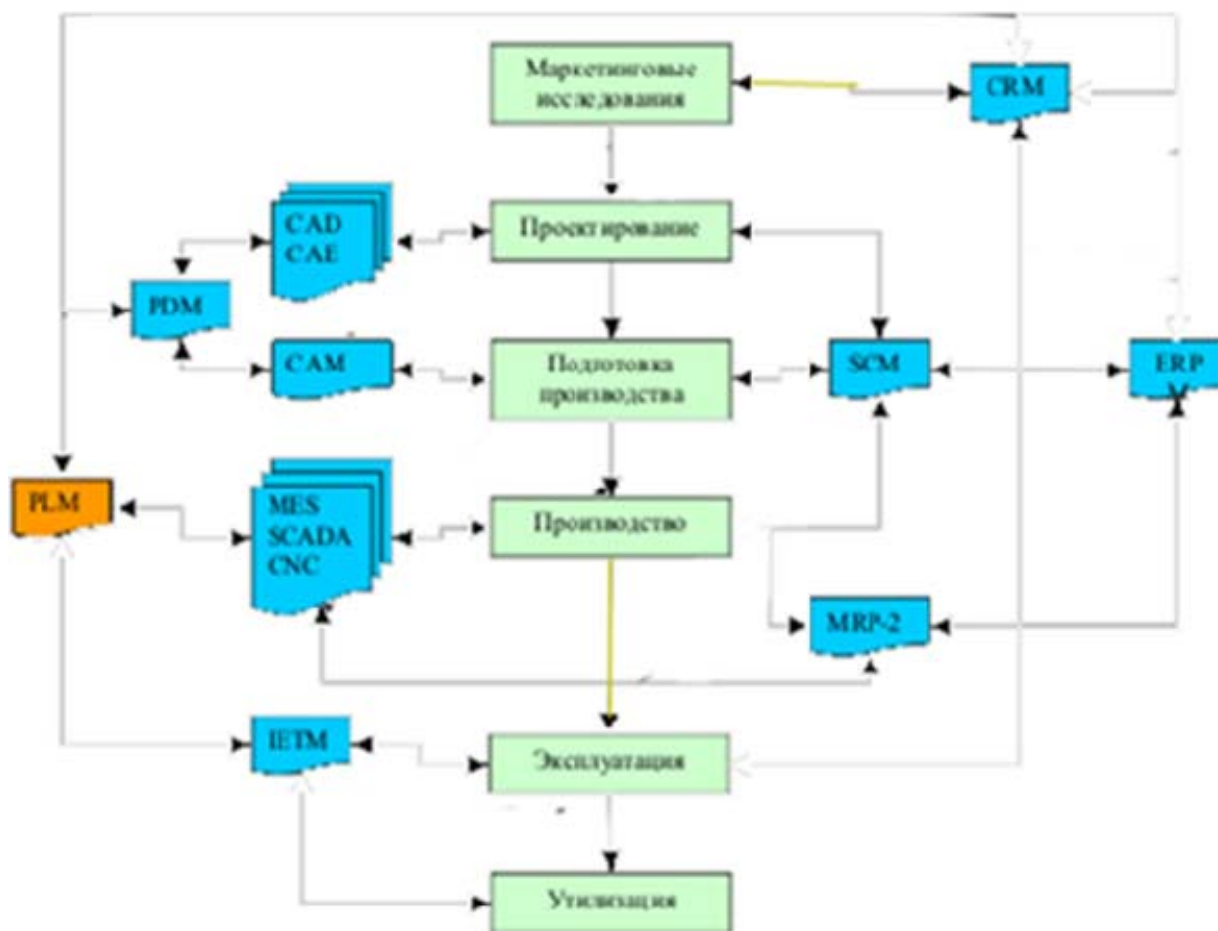 Маркетинговые
исследования
CRM
CAD
CAE
Проектирование
PDM
CAM
Подготовка
производства
SCM
ERP
PLM
MES
SCADA
CNC
Производство
MRP-2
IETM
Эксплуатация
Утилизация